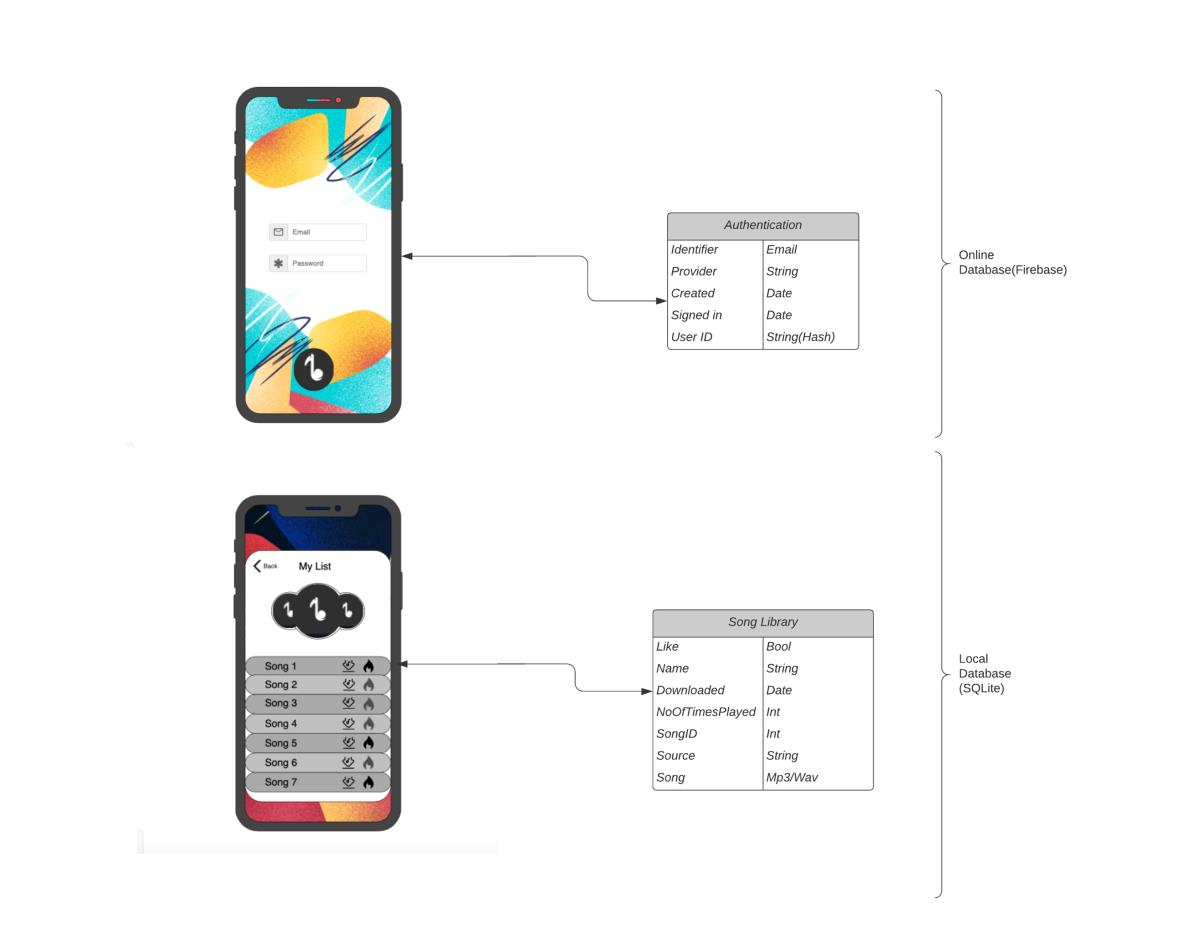 Email
Password
Authentication
Identifier Email
Provider String
Created Date
Signed in Date
User ID String(Hash)
Online
Database(Firebase)
Back My List
Song 1
Song 2
Song 3
Song 4
Song 5
Song 6
Song 7
Song Library
Like Bool
Name String
Downloaded Date
NoOfTimesPlayed Int
SongID Int
Source String
Song Mp3/Wav
Local
Database
(SQLite)